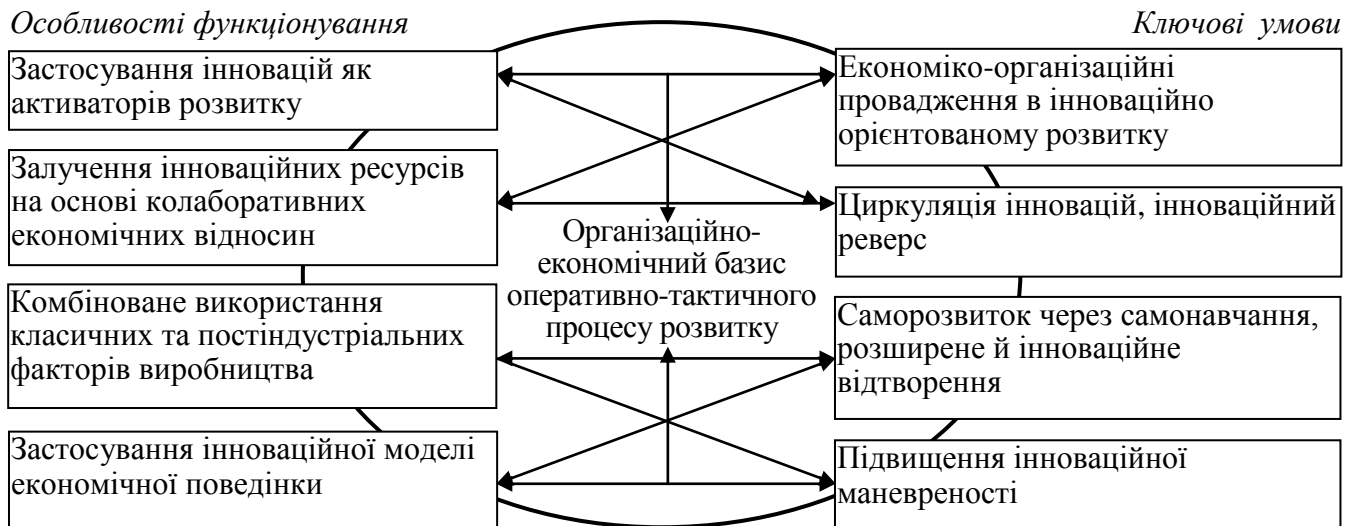 Особливості функціонування
Ключові умови
Застосування інновацій як
активаторів розвитку
Залучення інноваційних ресурсів
на основі колаборативних
економічних відносин
Комбіноване використання
класичних та постіндустріальних
факторів виробництва
Застосування інноваційної моделі
економічної поведінки
Організаційно-
економічний базис
оперативно-тактичного
процесу розвитку
Економіко-організаційні
провадження в інноваційно
орієнтованому розвитку
Циркуляція інновацій, інноваційний
реверс
Саморозвиток через самонавчання,
розширене й інноваційне
відтворення
Підвищення інноваційної
маневреності